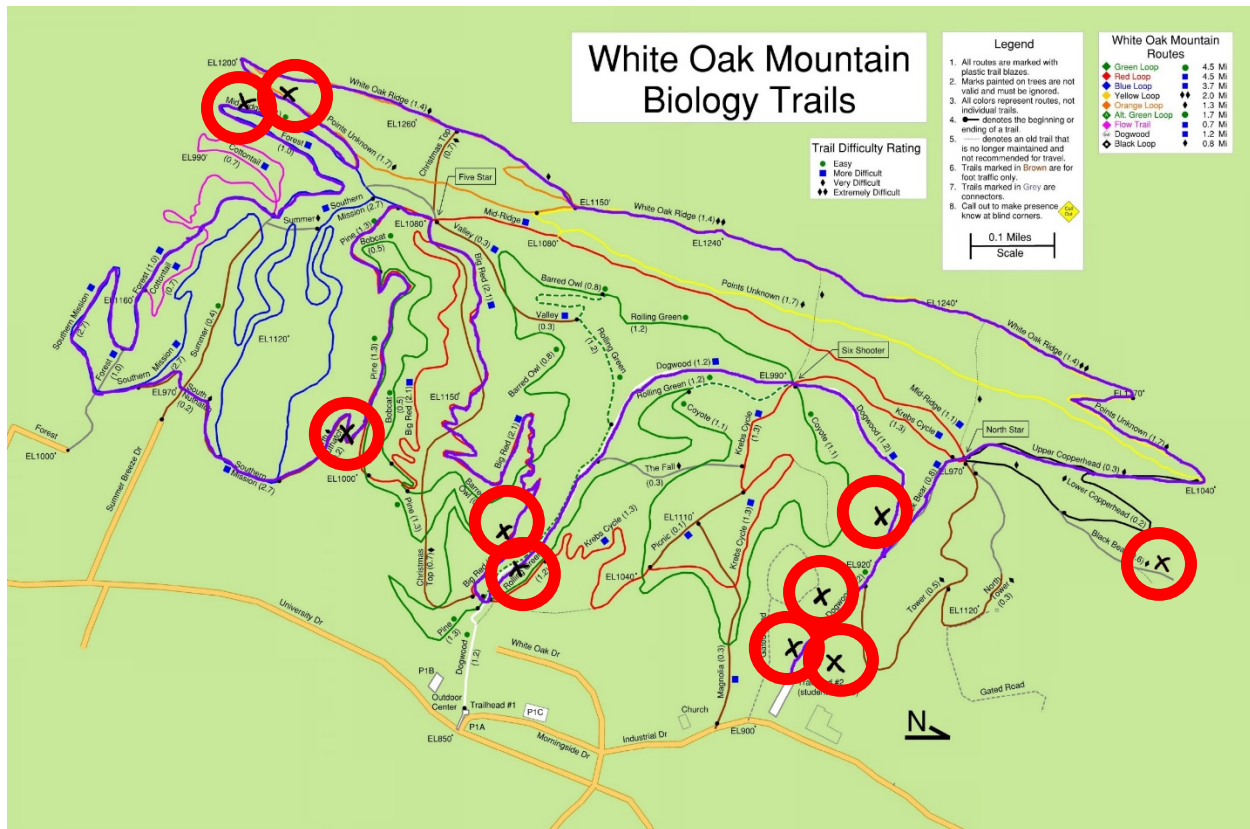 White Oak Mountain
Biology Trails
Legend
1. All routes are marked with
plastic trail blazes.
2. Marks painted on trees are not
valid and must be ignored.
3. All colors represent routes, not
individual trails.
4. denotes the beginning or
ending of a trail.
5. denotes an old trail that
is no longer maintained and
not recommended for travel.
6. Trails marked in Brown are for
foot traffic only.
7. Trails marked in Grey are
connectors.
8. Call out to make presence
know at blind corners.
Call Out
0.1 Miles
Scale
White Oak Mountain
Routes
Green Loop 4.5 Mi
Red Loop 4.5 Mi
Blue Loop 3.7 Mi
Yellow Loop 2.0 Mi
Orange Loop 1.3 Mi
Alt. Green Loop 1.7 Mi
Flow Trail 0.7 Mi
Dogwood 1.2 Mi
Black Loop 0.8 Mi
Trail Difficulty Rating
Easy
More Difficult
Very Difficult
Extremely Difficult
EL1200'
White Oak Ridge (1.4)
EL1260'
Points Unknown (1.7)
Christmas Top
(0.7)
Forest
(1.0)
EL990'
Cottontail
(0.7)
Five Star
Southern
Mission (2.7)
Summer
Pine (1.3)
Bobcat
(0.5)
EL1080'
Valley (0.3)
Mid-Ridge
EL1080'
EL1150'
White Oak Ridge (1.4)
EL1240'
Big Red (2.1)
Barred Owl (0.8)
Rolling Green
(1.2)
Valley
(0.3)
Rolling Green
(1.2)
Points Unknown (1.7)
EL1240'
White Oak Ridge (1.4)
Forest (1.0)
Cottontail
(0.7)
EL1160'
Southern Mission
(2.7)
Summer (0.4)
EL1120'
Forest
(1.0)
Southern
Mission
(2.7)
EL970'
South
Nuthatch
(0.2)
Pine (1.3)
Bobcat
(0.5)
Big Red (2.1)
EL1150'
Barred Owl (0.8)
Big Red (2.1)
Six Shooter
EL990'
Dogwood (1.2)
Rolling Green (1.2)
Coyote (1.1)
Krebs Cycle
(1.3)
Coyote (1.1)
Dogwood (1.2)
Mid-Ridge (1.1)
Krebs Cycle
(1.3)
North Star
EL1170'
Points Unknown (1.7)
Forest
EL1000'
Summer Breeze Dr
Southern
Mission (2.7)
EL1000'
Pine
(1.3)
Barred
The Fall
(0.3)
EL970'
Bear (0.8)
Upper Copperhead (0.3)
Lower Copperhead (0.2)
EL1040'
Black Bear
Christmas
Top (0.7)
Big Red
Krebs Cycle (1.3)
EL1110'
Picnic (0.1)
Krebs Cycle (1.3)
EL1040'
EL920'
Tower (0.5)
EL1120'
North
Tower
(0.3)
University Dr
Pine
(1.3)
Dogwood
(1.2)
White Oak Dr
Magnolia (0.3)
Gated Road
P1B
Outdoor
Center
Trailhead #1
P1A
P1C
EL850'
Morningside Dr
Industrial Dr
Church
EL900'
N